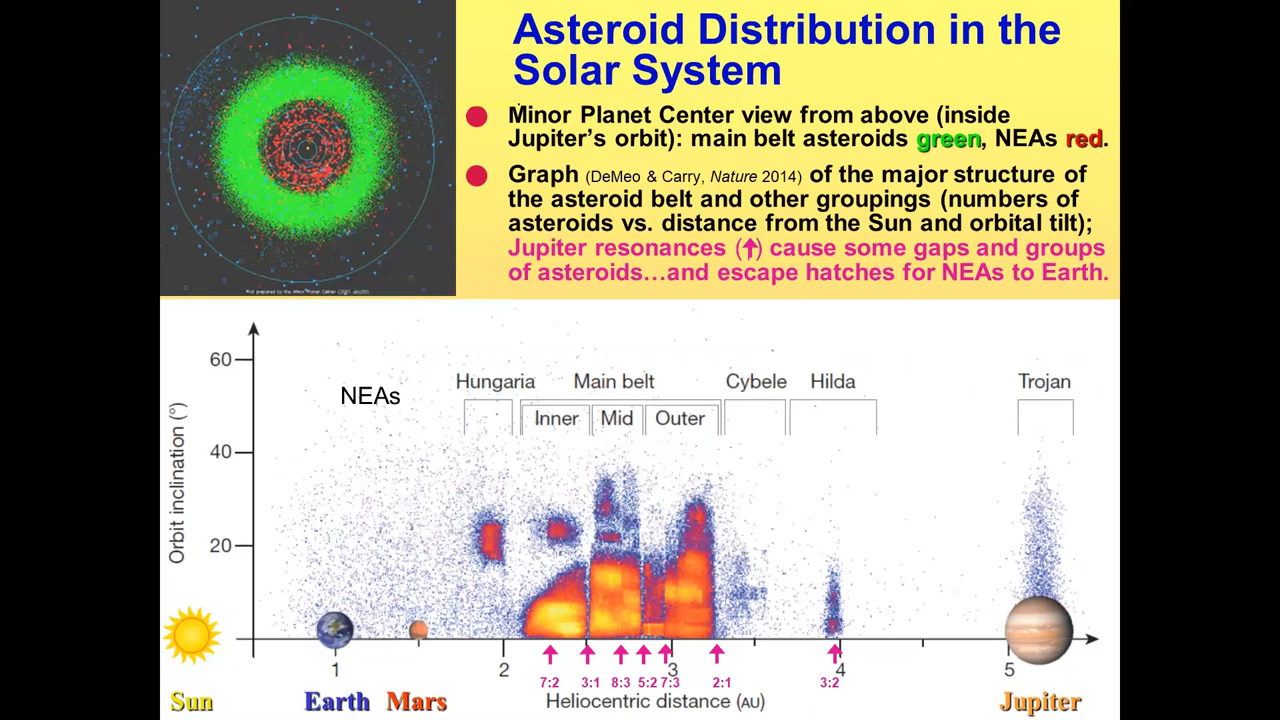 Asteroid Distribution in the
Solar System
Minor Planet Center view from above (inside
Jupiter’s orbit): main belt asteroids green, NEAs red.
Graph (DeMeo & Carry, Nature 2014) of the major structure of
the asteroid belt and other groupings (numbers of
asteroids vs. distance from the Sun and orbital tilt);
Jupiter resonances (↑) cause some gaps and groups
of asteroids…and escape hatches for NEAs to Earth.
60
40
20
Orbit inclination (°)
NEAs
Hungaria Main belt Cybele Hilda Trojan
Inner Mid Outer
1 2 3 4 5
7:2 3:1 8:3 5:2 7:3 2:1 3:2
Heliocentric distance (AU)
Sun Earth Mars Jupiter